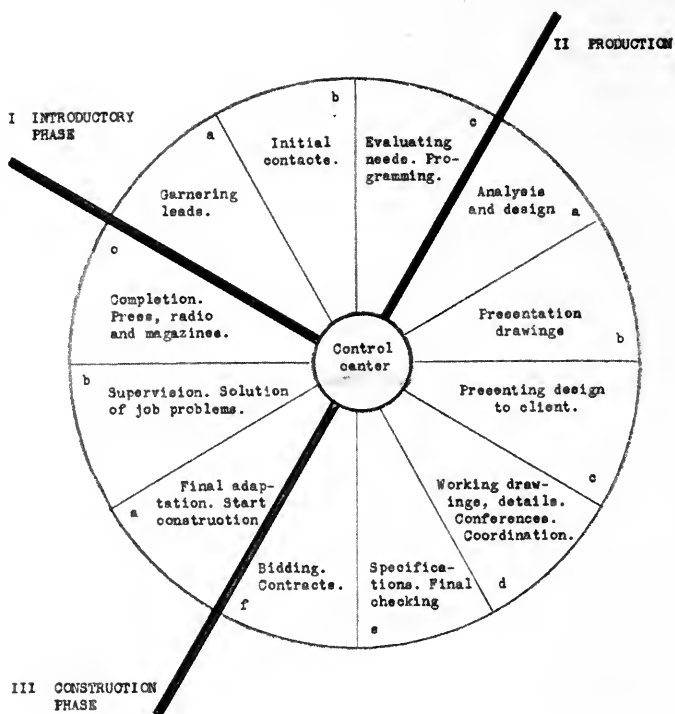 II PRODUCTION
I INTRODUCTORY
PHASE
a
Garnering
leads.
b
Initial
contacts.
c
Evaluating
needs. Pro-
gramming.
Analysis
and design
a
Presentation
drawings
b
Presenting design
to client.
c
Working draw-
ings, details.
Conferences.
Coordination.
d
Specifica-
tions. Final
checking
e
Bidding.
Contracts.
f
III CONSTRUCTION
PHASE
Final adap-
tation. Start
construction
a
b
Supervision. Solution
of job problems.
c
Completion.
Press, radio
and magazines.
Control
center